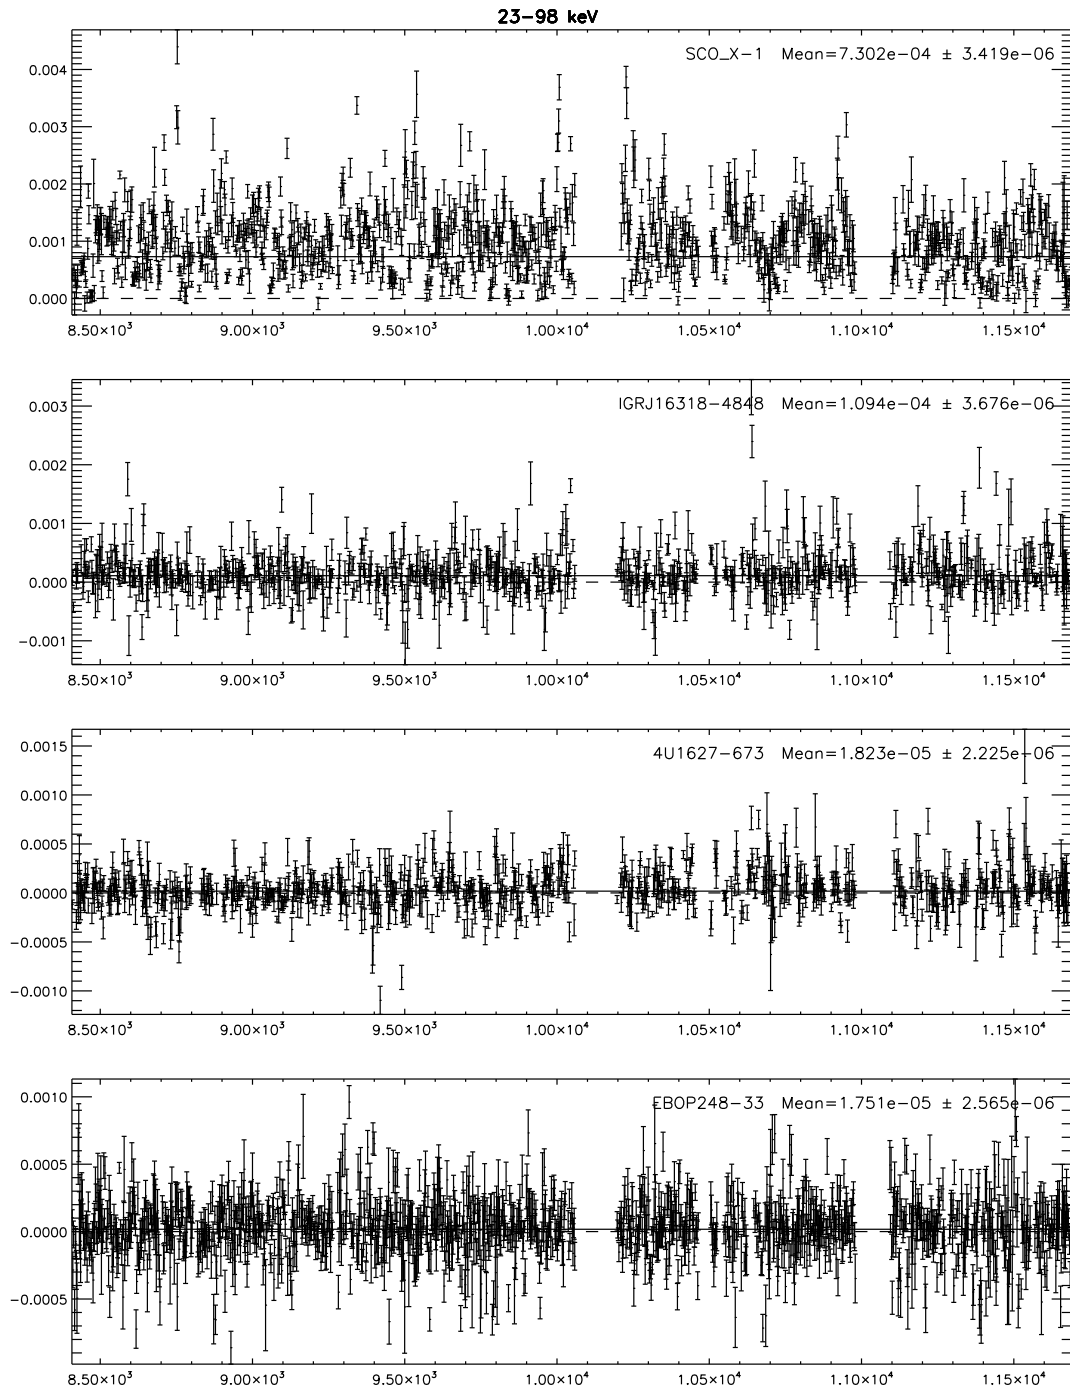 23-98 keV
SCO_X-1 Mean=7.302e-04 ± 3.419e-06
0.004
0.003
0.002
0.001
0.000
8.50×10³ 9.00×10³ 9.50×10³ 1.00×10⁴ 1.05×10⁴ 1.10×10⁴ 1.15×10⁴
IGRJ16318-4848 Mean=1.094e-04 ± 3.676e-06
0.003
0.002
0.001
0.000
-0.001
8.50×10³ 9.00×10³ 9.50×10³ 1.00×10⁴ 1.05×10⁴ 1.10×10⁴ 1.15×10⁴
4U1627-673 Mean=1.823e-05 ± 2.225e-06
0.0015
0.0010
0.0005
0.0000
-0.0005
-0.0010
8.50×10³ 9.00×10³ 9.50×10³ 1.00×10⁴ 1.05×10⁴ 1.10×10⁴ 1.15×10⁴
EBOP248-33 Mean=1.751e-05 ± 2.565e-06
0.0010
0.0005
0.0000
-0.0005
8.50×10³ 9.00×10³ 9.50×10³ 1.00×10⁴ 1.05×10⁴ 1.10×10⁴ 1.15×10⁴